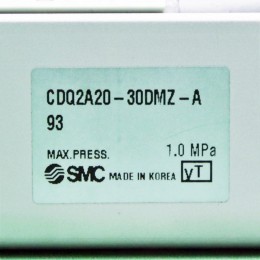 CDQ2A20-30DMZ-A
93
MAX.PRESS. 1.0 MPa
SMC MADE IN KOREA yT